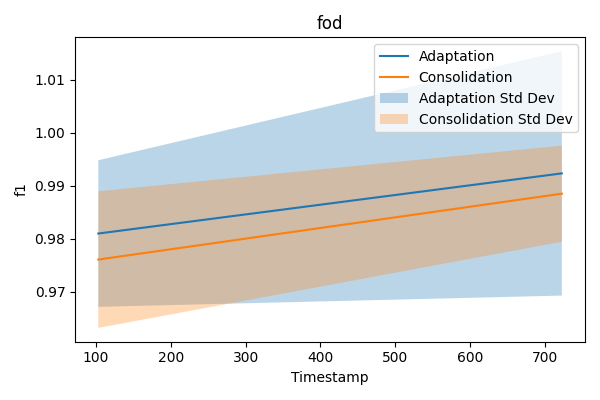 fod
1.01
1.00
0.99
0.98
0.97
f1
Adaptation
Consolidation
Adaptation Std Dev
Consolidation Std Dev
100 200 300 400 500 600 700
Timestamp